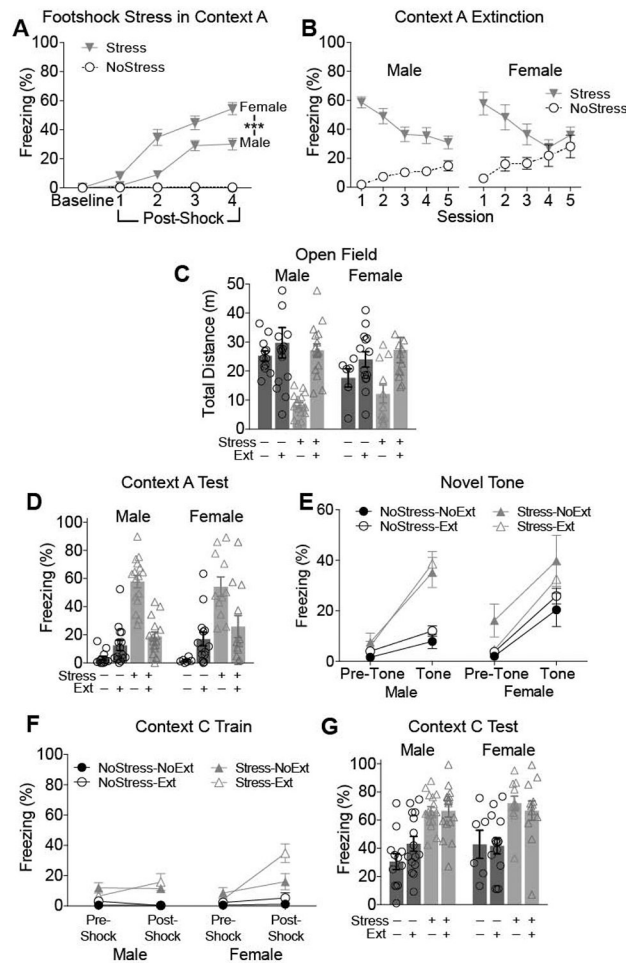 A Footshock Stress in Context A
Stress
NoStress
Freezing (%)
100
80
60
40
20
0
Female
***
Male
Baseline 1 2 3 4
Post-Shock
B Context A Extinction
Male Female
Stress
NoStress
Freezing (%)
100
80
60
40
20
0
1 2 3 4 5 1 2 3 4 5
Session
C Open Field
Male Female
Total Distance (m)
50
40
30
20
10
0
Stress – – + + – – + +
Ext – + – + – + – +
D Context A Test
Male Female
Freezing (%)
100
80
60
40
20
0
Stress – – + + – – + +
Ext – + – + – + – +
E Novel Tone
NoStress-NoExt Stress-NoExt
NoStress-Ext Stress-Ext
Freezing (%)
60
40
20
0
Pre-Tone Tone Pre-Tone Tone
Male Female
F Context C Train
NoStress-NoExt Stress-NoExt
NoStress-Ext Stress-Ext
Freezing (%)
100
80
60
40
20
0
Pre- Post- Pre- Post-
Shock Shock Shock Shock
Male Female
G Context C Test
Male Female
Freezing (%)
100
80
60
40
20
0
Stress – – + + – – + +
Ext – + – + – + – +